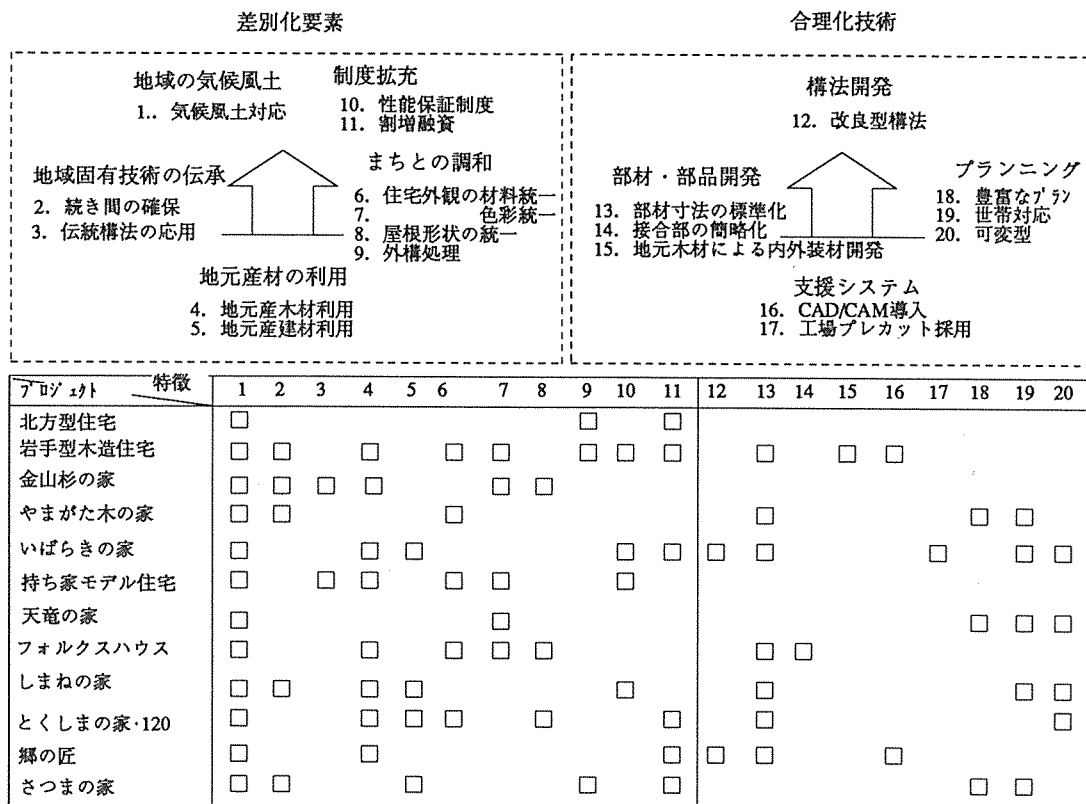 差別化要素
地域の気候風土
1.. 気候風土対応
制度拡充
10. 性能保証制度
11. 割増融資
地域固有技術の伝承
2. 続き間の確保
3. 伝統構法の応用
まちとの調和
6. 住宅外観の材料統一
7. 色彩統一
8. 屋根形状の統一
9. 外構処理
地元産材の利用
4. 地元産木材利用
5. 地元産建材利用
合理化技術
構法開発
12. 改良型構法
部材・部品開発
13. 部材寸法の標準化
14. 接合部の簡略化
15. 地元木材による内外装材開発
プランニング
18. 豊富なプラン
19. 世帯対応
20. 可変型
支援システム
16. CAD/CAM導入
17. 工場プレカット採用
プロジェクト 特徴 1 2 3 4 5 6 7 8 9 10 11 12 13 14 15 16 17 18 19 20
北方型住宅
岩手型木造住宅
金山杉の家
やまがた木の家
いばらきの家
持ち家モデル住宅
天竜の家
フォルクスハウス
しまねの家
とくしまの家・120
郷の匠
さつまの家